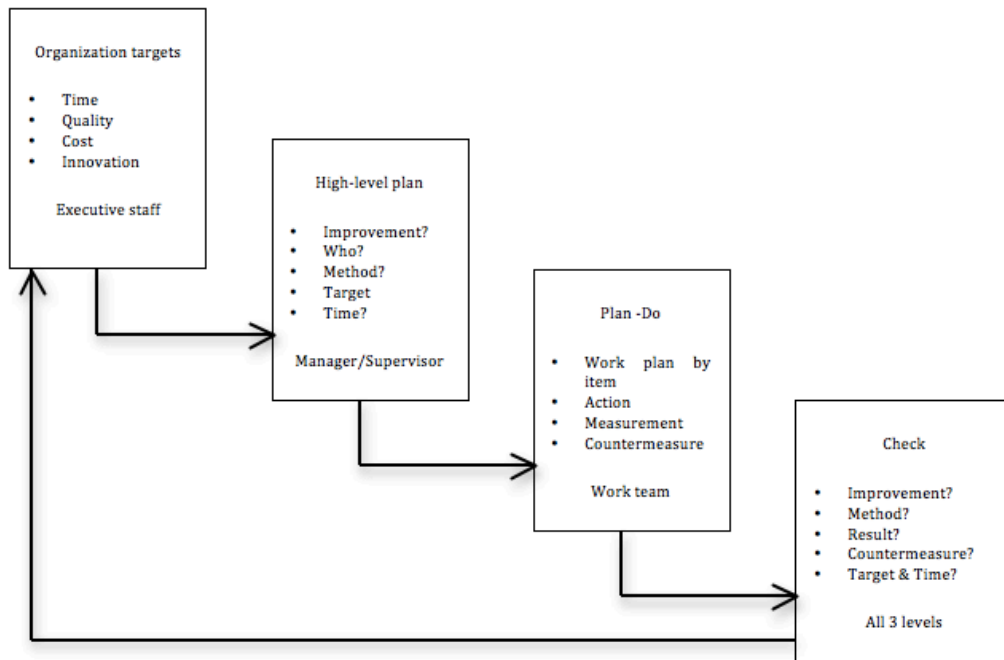 Organization targets
• Time
• Quality
• Cost
• Innovation
Executive staff
High-level plan
• Improvement?
• Who?
• Method?
• Target
• Time?
Manager/Supervisor
Plan -Do
• Work plan by
item
• Action
• Measurement
• Countermeasure
Work team
Check
• Improvement?
• Method?
• Result?
• Countermeasure?
• Target & Time?
All 3 levels